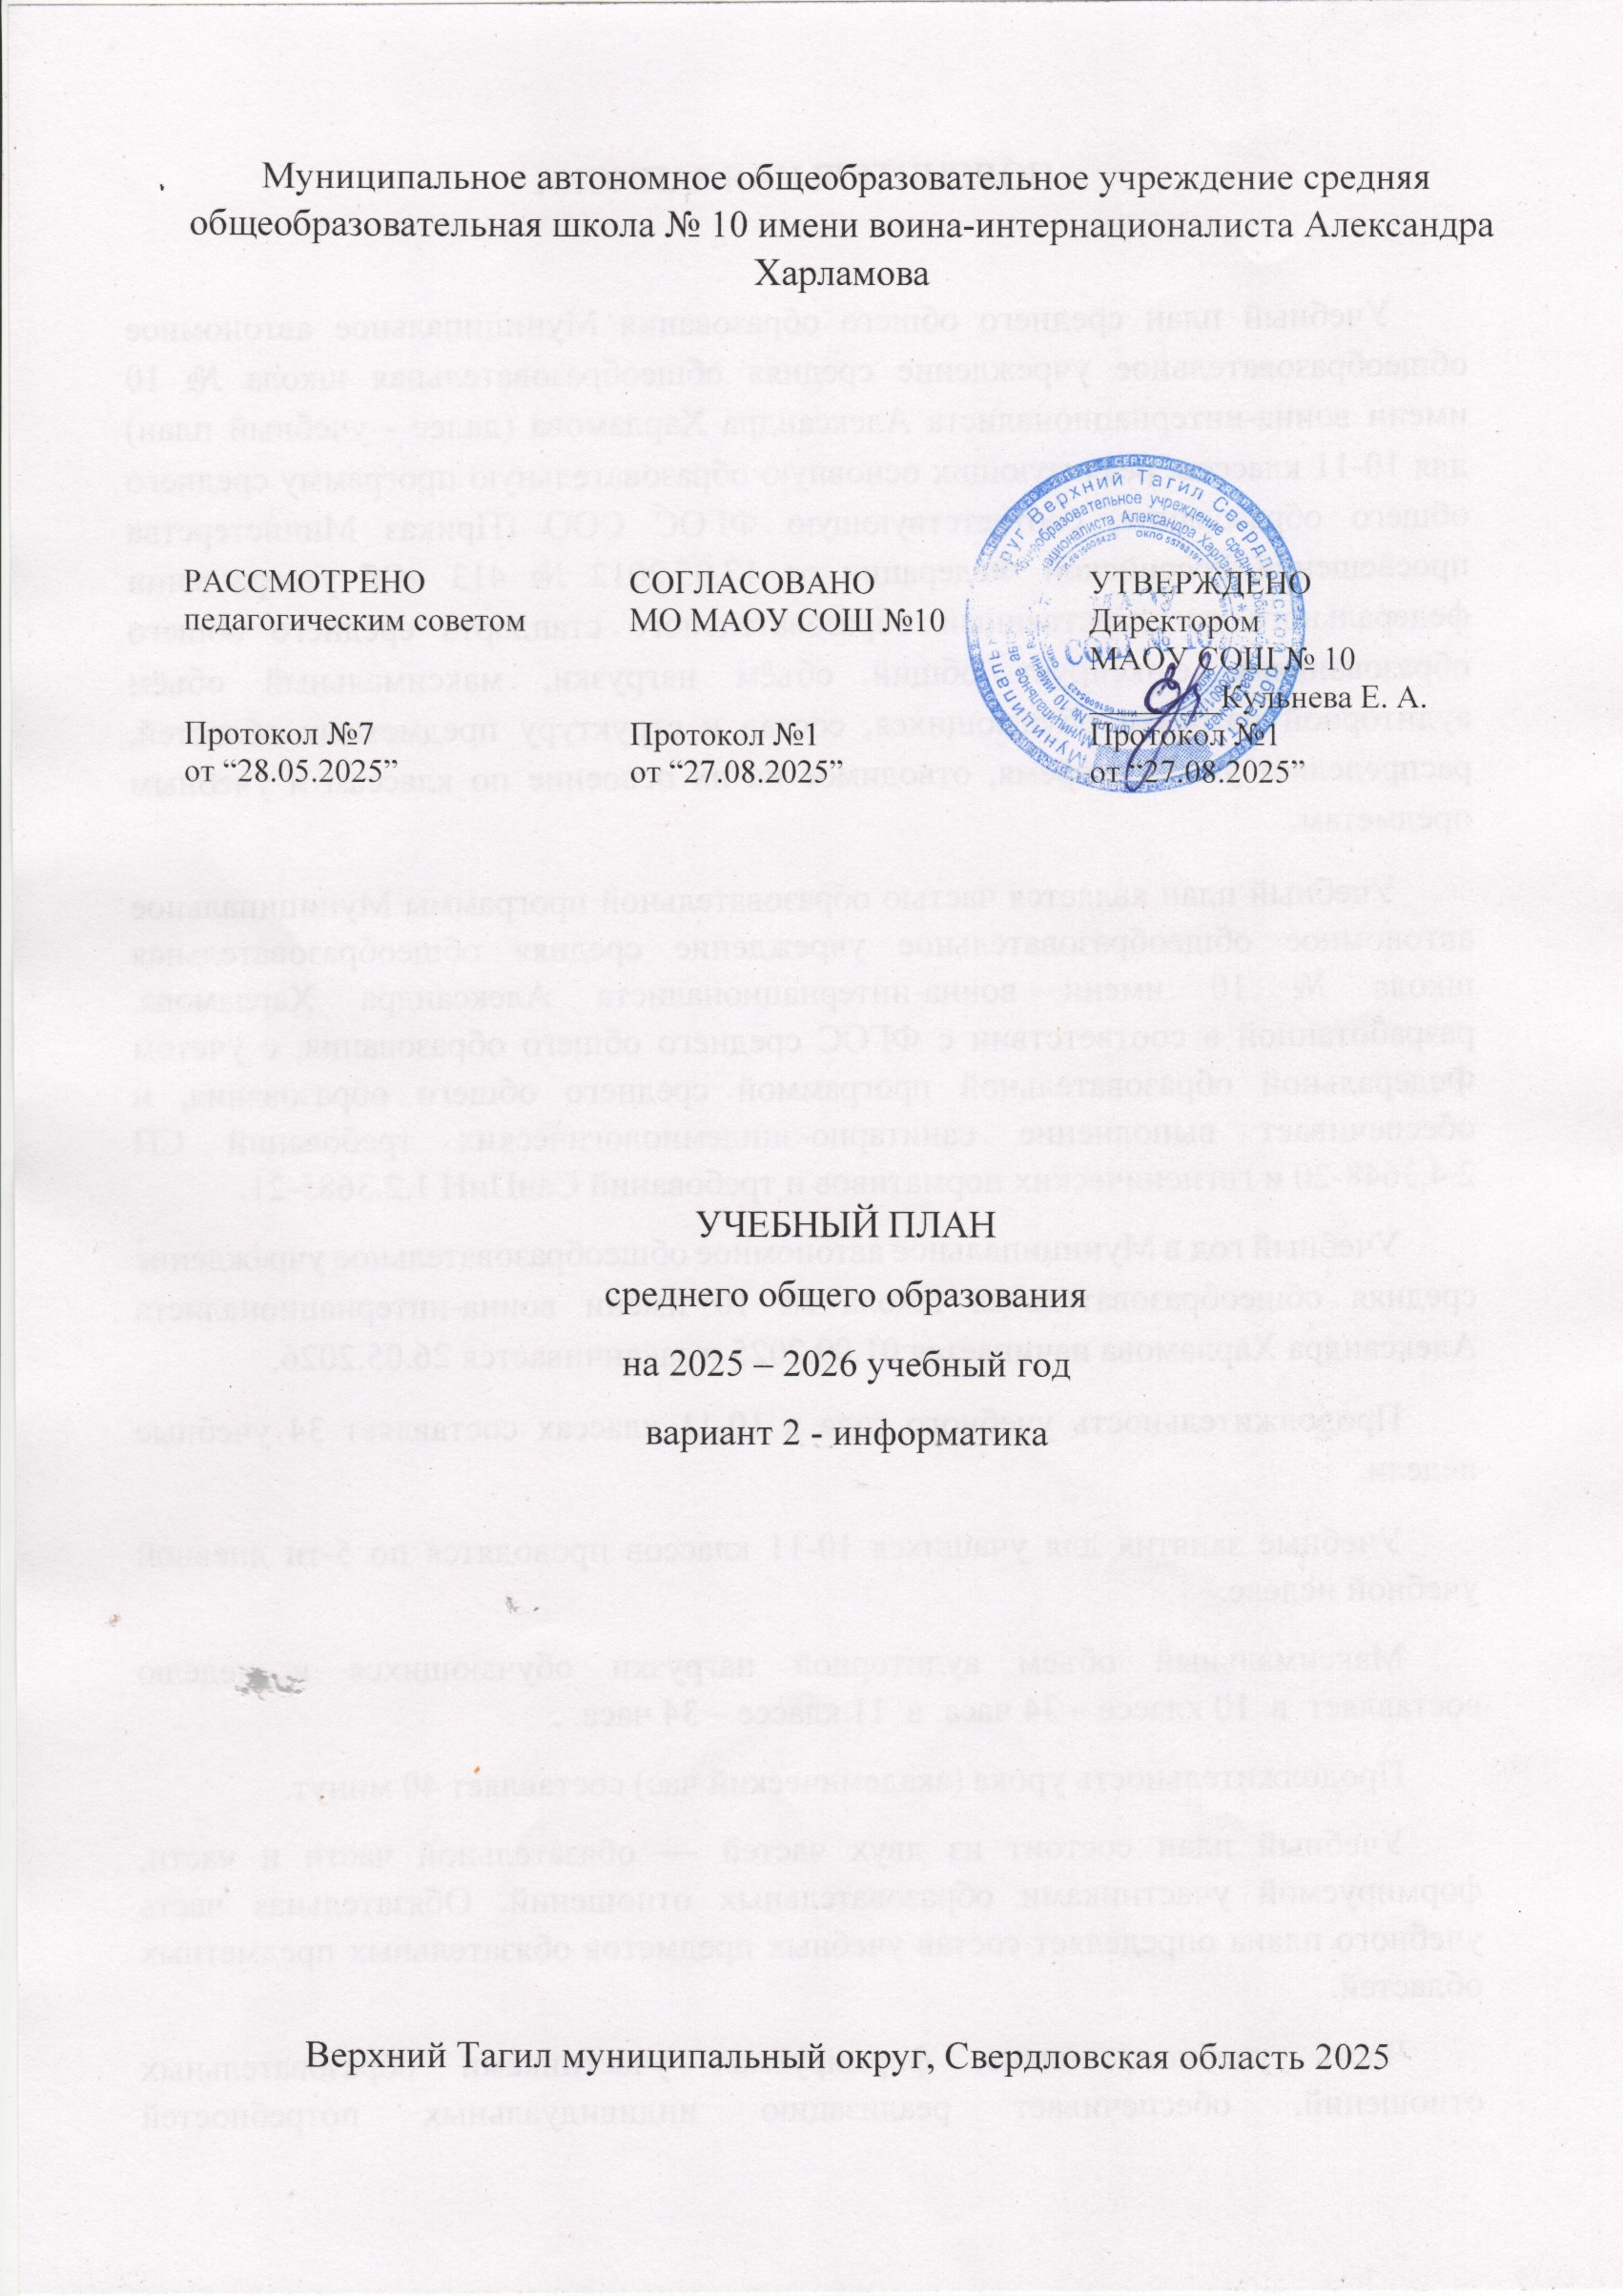 Муниципальное автономное общеобразовательное учреждение средняя
общеобразовательная школа № 10 имени воина-интернационалиста Александра
Харламова
РАССМОТРЕНО
педагогическим советом
Протокол №7
от “28.05.2025”
СОГЛАСОВАНО
МО МАОУ СОШ №10
Протокол №1
от “27.08.2025”
УТВЕРЖДЕНО
Директором
МАОУ СОШ № 10
Кульнева Е. А.
Протокол №1
от “27.08.2025”
УЧЕБНЫЙ ПЛАН
среднего общего образования
на 2025 – 2026 учебный год
вариант 2 - информатика
Верхний Тагил муниципальный округ, Свердловская область 2025